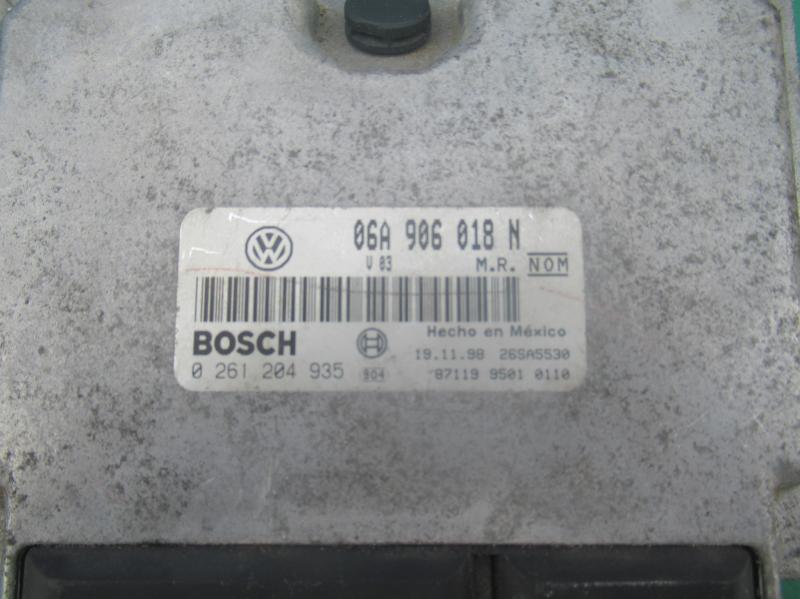 06A 906 018 N
V 03 M.R. NOM
BOSCH Hecho en México
19.11.98 26SA5530
0 261 204 935 904 87119 9501 0110